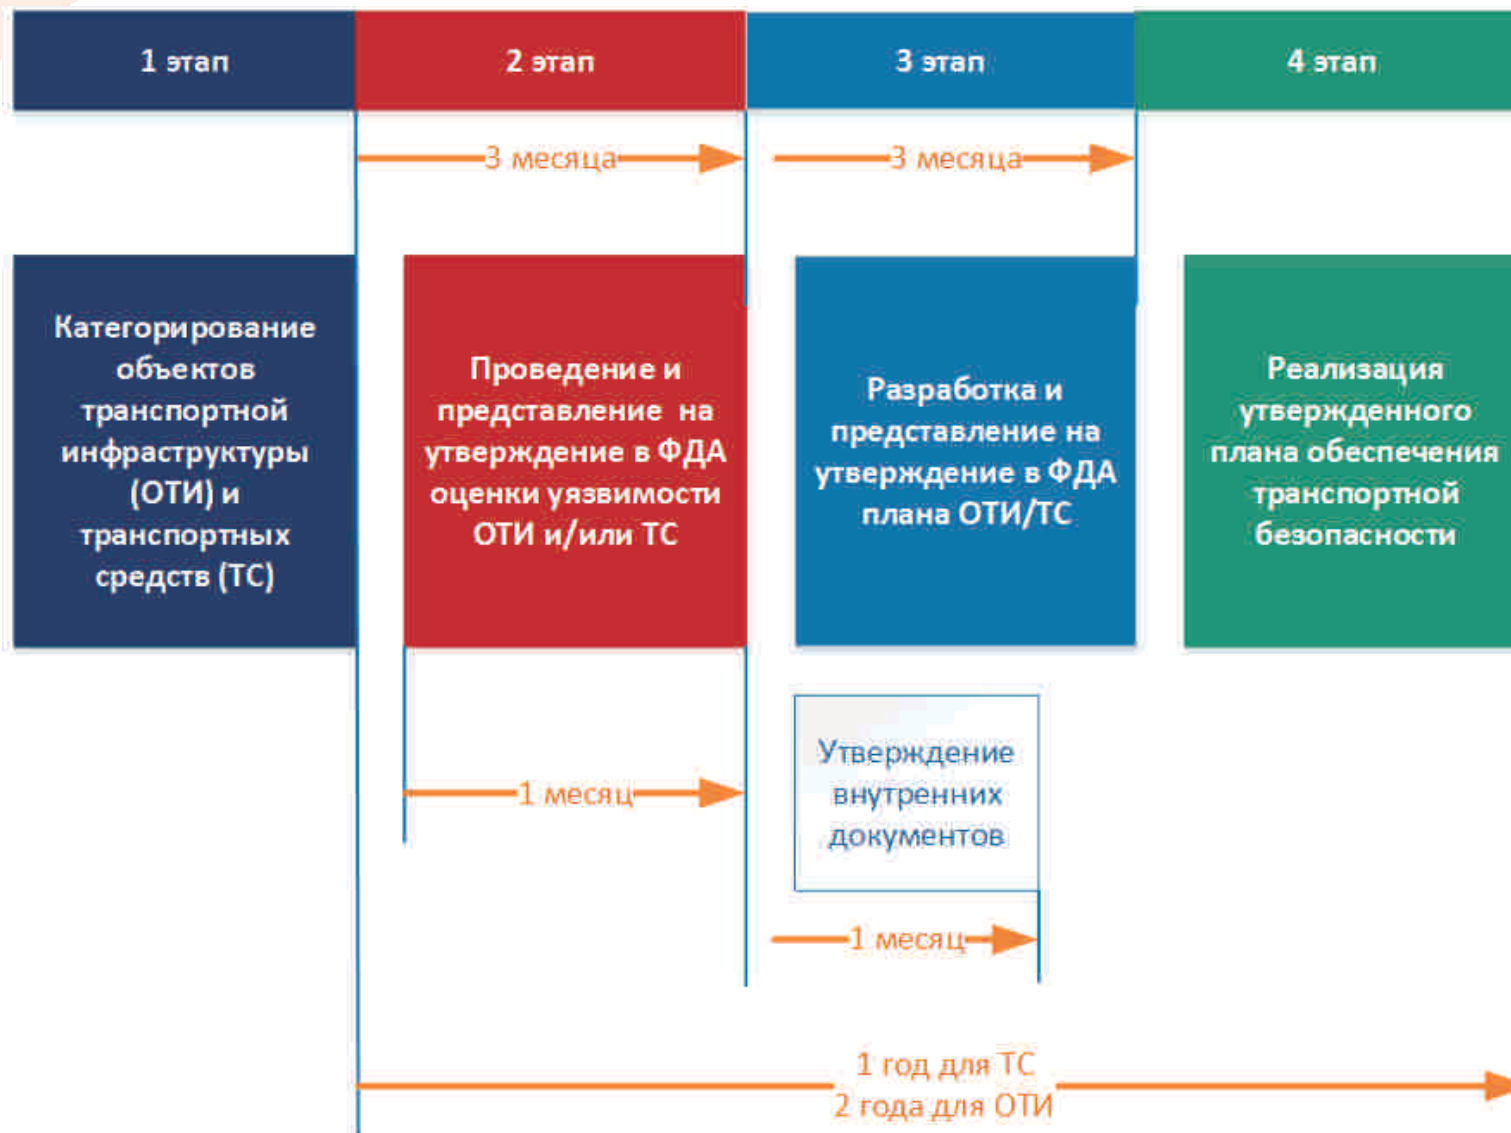 1 этап
2 этап
3 этап
4 этап
3 месяца
3 месяца
Категорирование
объектов
транспортной
инфраструктуры
(ОТИ) и
транспортных
средств (ТС)
Проведение и
представление на
утверждение в ФДА
оценки уязвимости
ОТИ и/или ТС
Разработка и
представление на
утверждение в ФДА
плана ОТИ/ТС
Реализация
утвержденного
плана обеспечения
транспортной
безопасности
1 месяц
Утверждение
внутренних
документов
1 месяц
1 год для ТС
2 года для ОТИ